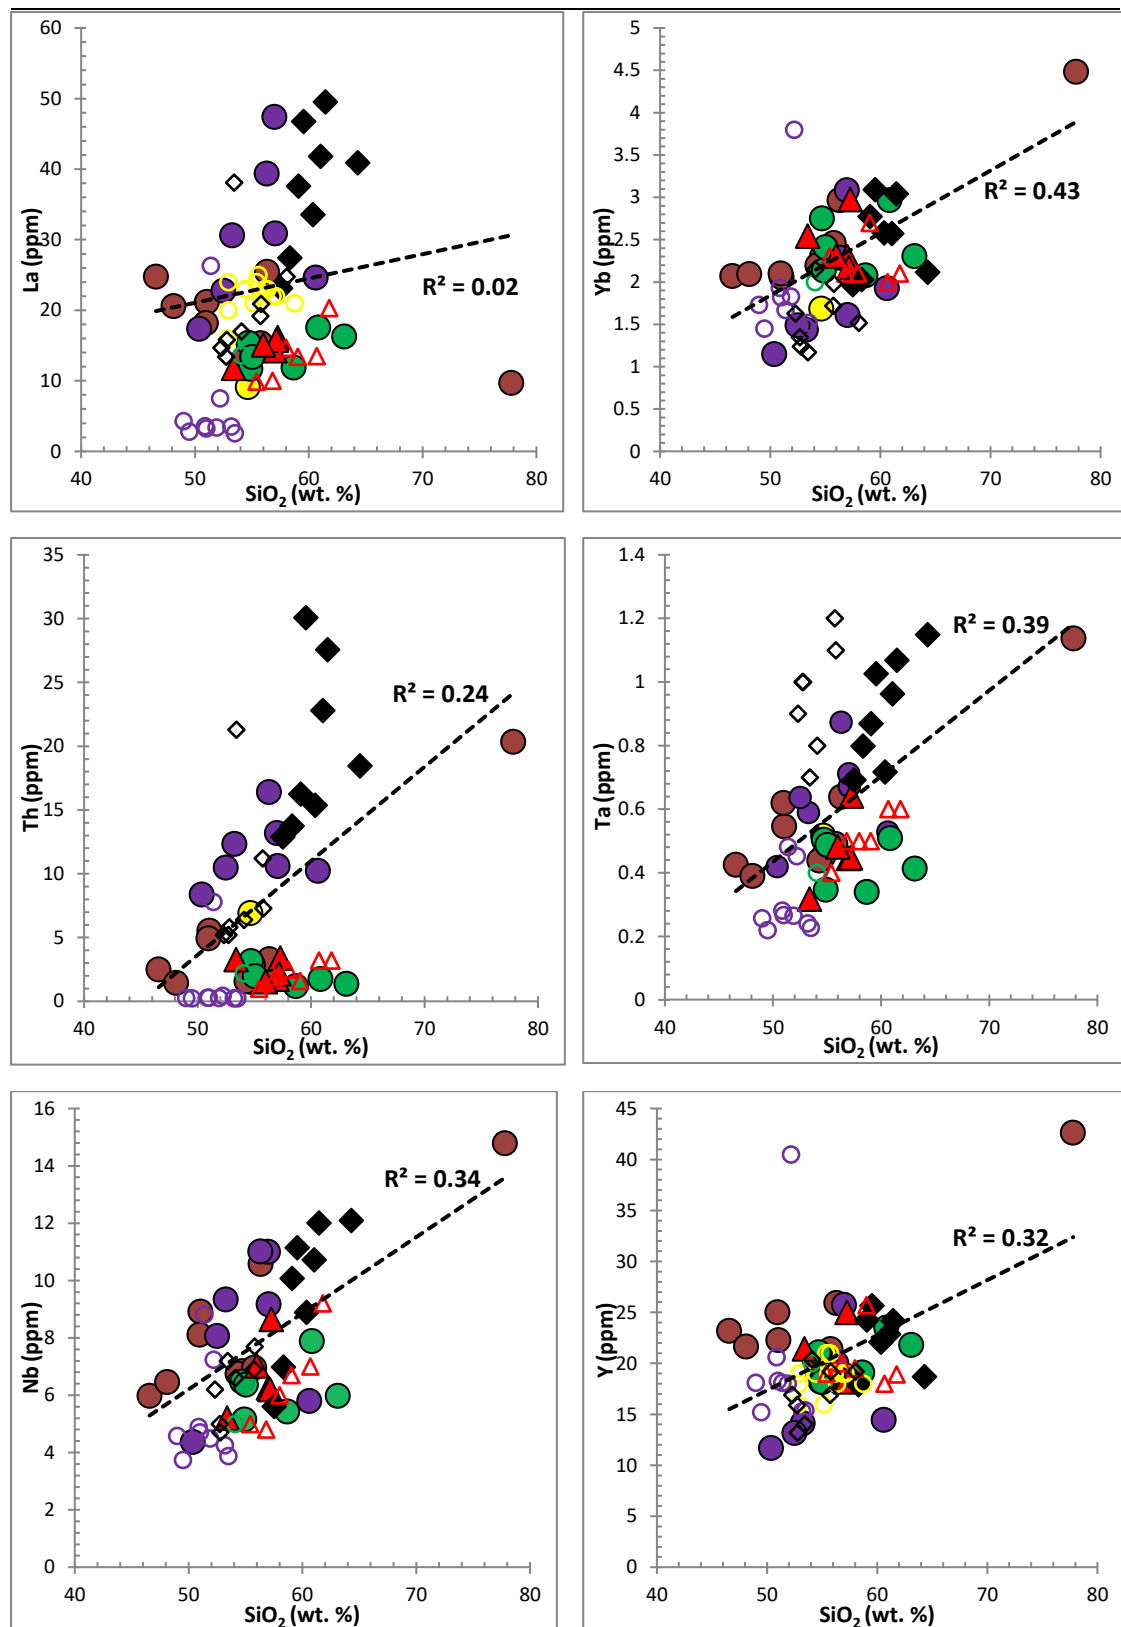 60
50
40
30
20
10
0
La (ppm)
R² = 0.02
40 50 60 70 80
SiO₂ (wt. %)
5
4.5
4
3.5
3
2.5
2
1.5
1
0.5
0
Yb (ppm)
R² = 0.43
40 50 60 70 80
SiO₂ (wt. %)
35
30
25
20
15
10
5
0
Th (ppm)
R² = 0.24
40 50 60 70 80
SiO₂ (wt. %)
1.4
1.2
1
0.8
0.6
0.4
0.2
0
Ta (ppm)
R² = 0.39
40 50 60 70 80
SiO₂ (wt. %)
16
14
12
10
8
6
4
2
0
Nb (ppm)
R² = 0.34
40 50 60 70 80
SiO₂ (wt. %)
45
40
35
30
25
20
15
10
5
0
Y (ppm)
R² = 0.32
40 50 60 70 80
SiO₂ (wt. %)